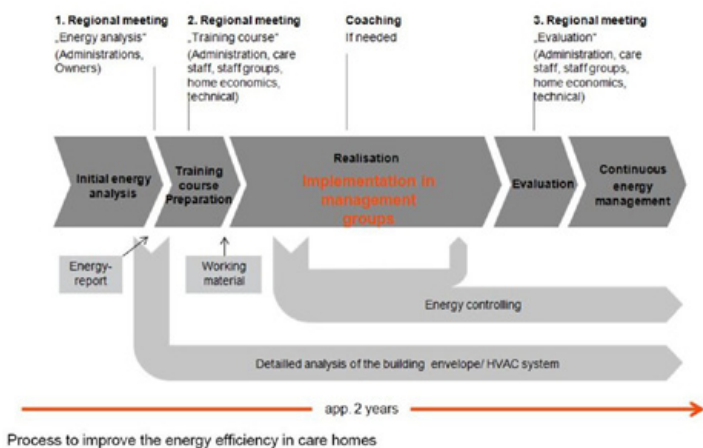 1. Regional meeting
„Energy analysis“
(Administrations,
Owners)
2. Regional meeting
„Training course“
(Administration, care
staff, staff groups,
home economics,
technical)
Coaching
If needed
3. Regional meeting
„Evaluation“
(Administration, care
staff, staff groups,
home economics,
technical)
Initial energy
analysis
Training
course
Preparation
Realisation
Implementation in
management
groups
Evaluation
Continuous
energy
management
Energy-
report
Working
material
Energy controlling
Detailled analysis of the building envelope/ HVAC system
app. 2 years
Process to improve the energy efficiency in care homes